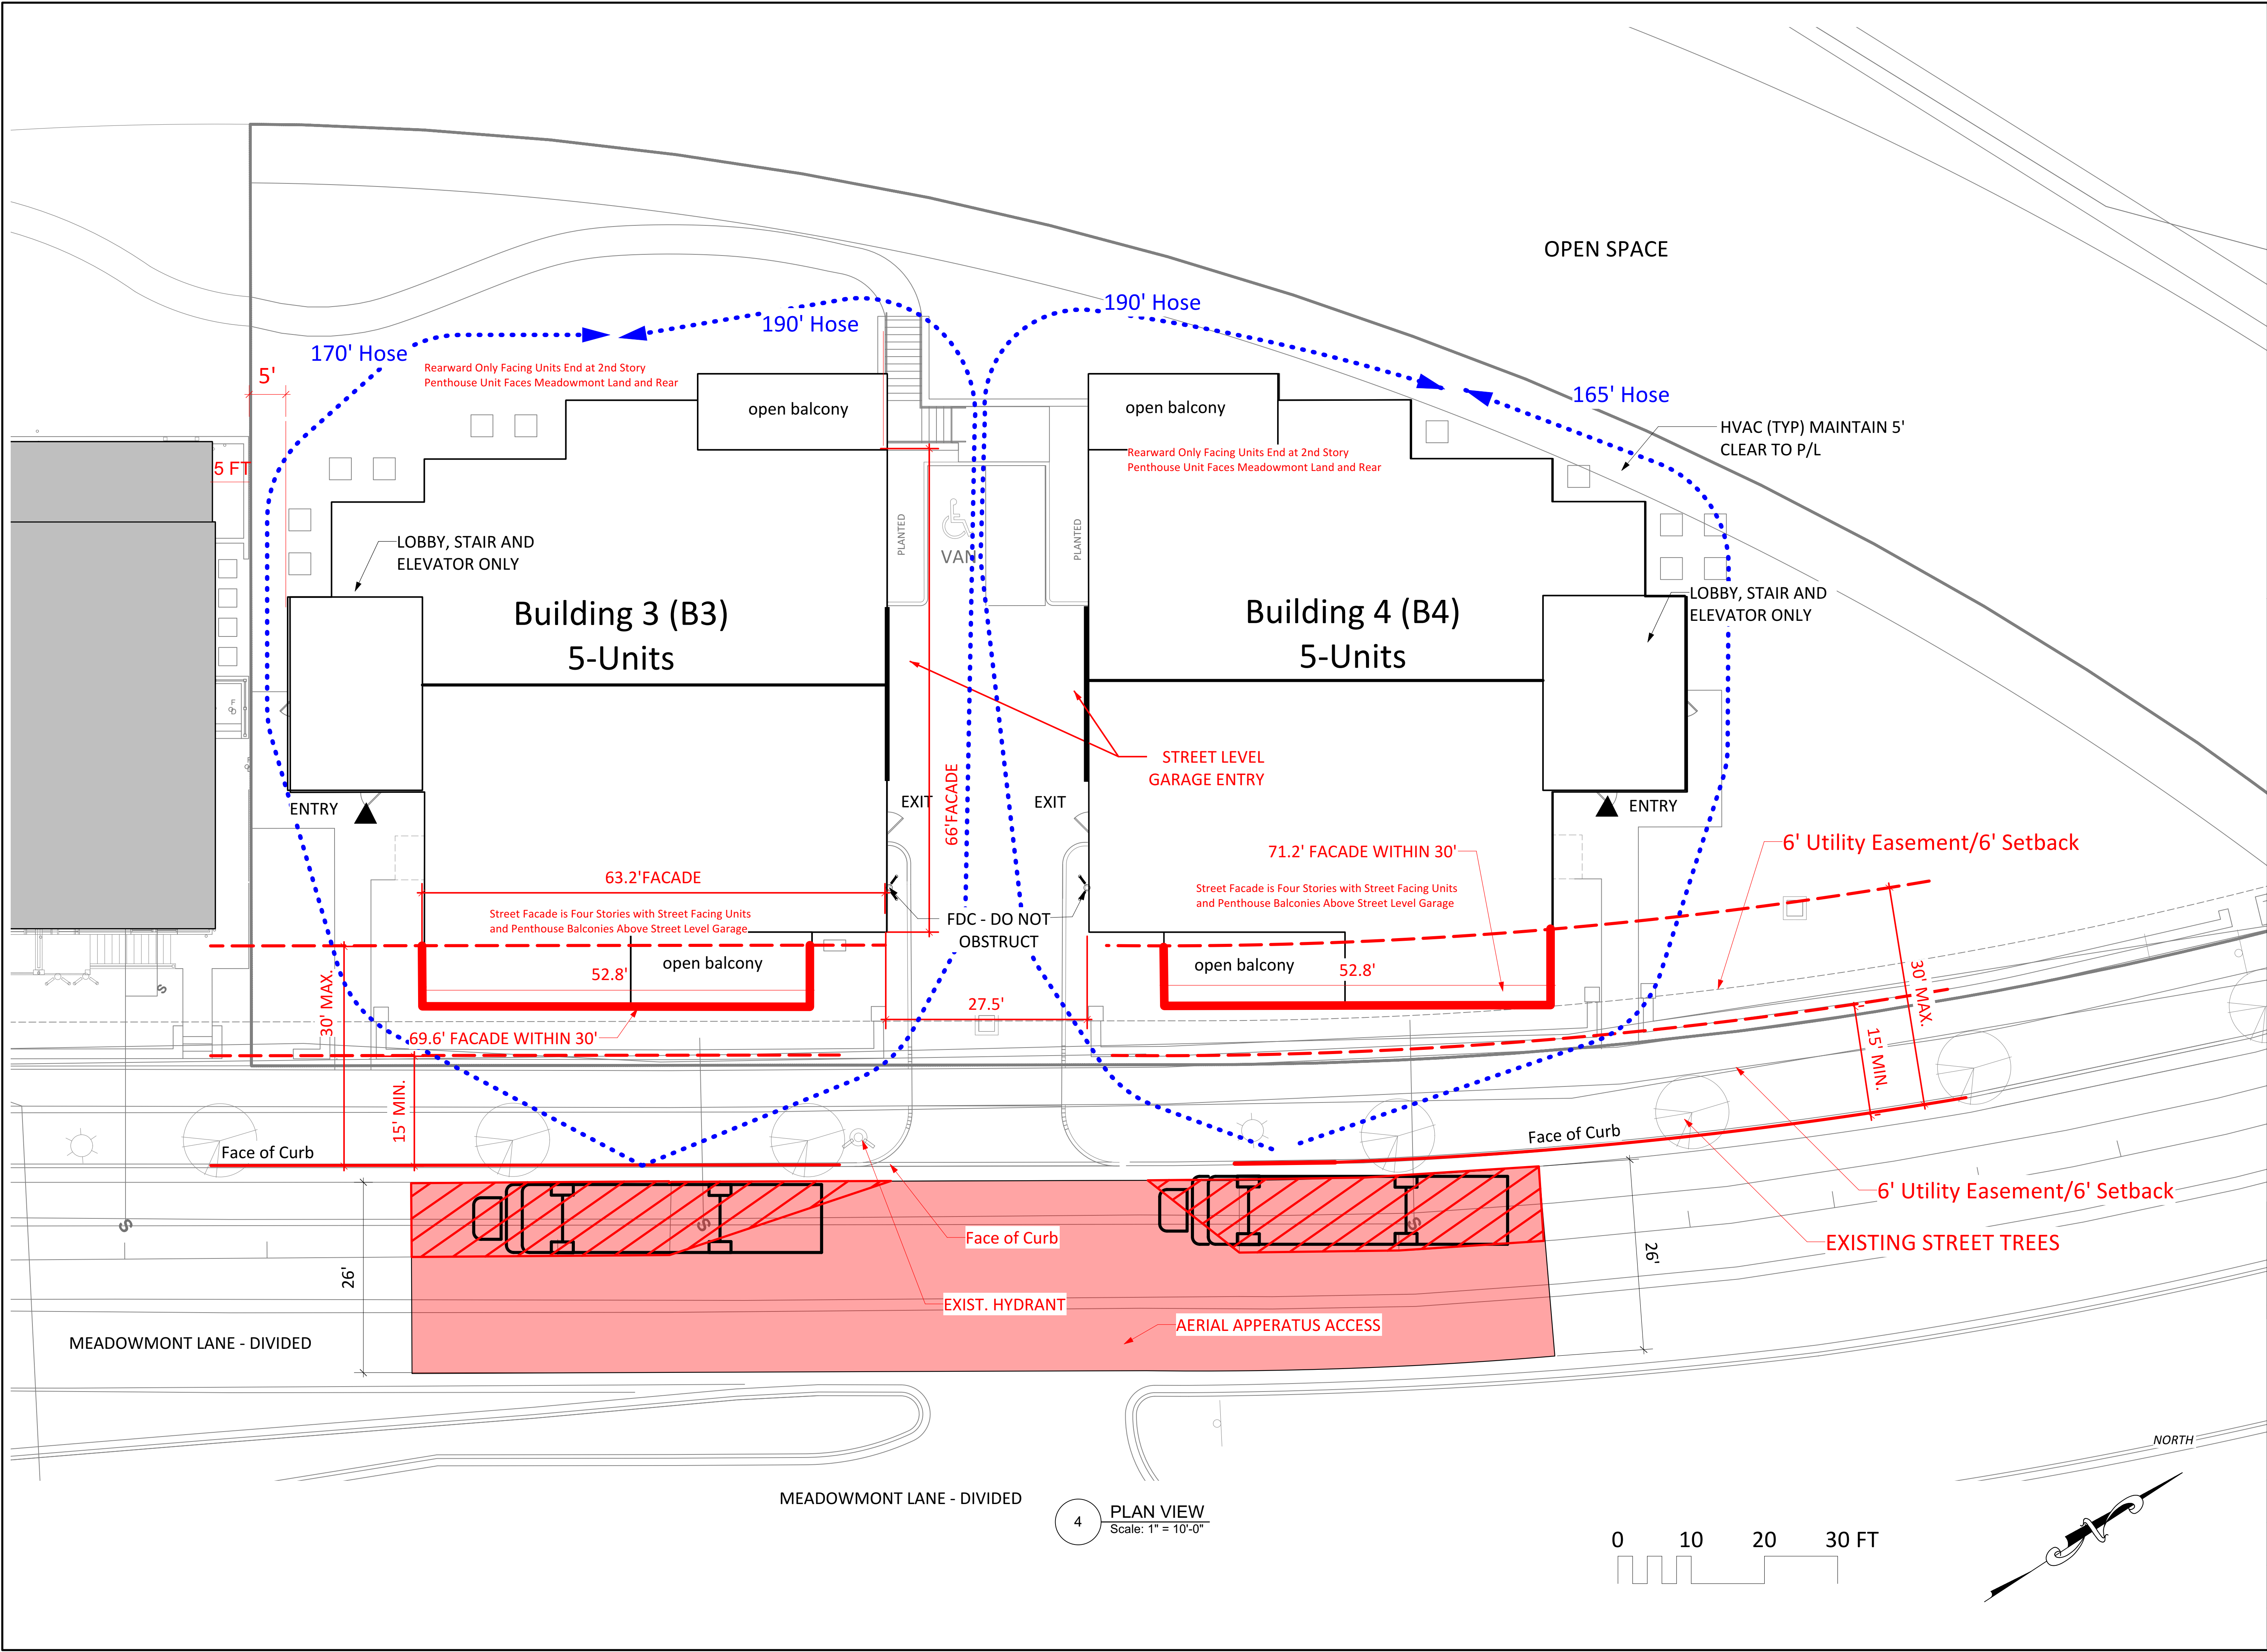 OPEN SPACE
190' Hose
190' Hose
170' Hose
5'
Rearward Only Facing Units End at 2nd Story
Penthouse Unit Faces Meadowmont Land and Rear
165' Hose
open balcony
open balcony
HVAC (TYP) MAINTAIN 5'
CLEAR TO P/L
5 FT
Rearward Only Facing Units End at 2nd Story
Penthouse Unit Faces Meadowmont Land and Rear
PLANTED
VAN
PLANTED
LOBBY, STAIR AND
ELEVATOR ONLY
LOBBY, STAIR AND
ELEVATOR ONLY
Building 3 (B3)
5-Units
Building 4 (B4)
5-Units
F
F
STREET LEVEL
GARAGE ENTRY
66'FACADE
ENTRY
EXIT
EXIT
ENTRY
6' Utility Easement/6' Setback
71.2' FACADE WITHIN 30'
63.2'FACADE
Street Facade is Four Stories with Street Facing Units
and Penthouse Balconies Above Street Level Garage
Street Facade is Four Stories with Street Facing Units
and Penthouse Balconies Above Street Level Garage
FDC - DO NOT
OBSTRUCT
open balcony
52.8'
open balcony
52.8'
S
30' MAX.
30' MAX.
27.5'
69.6' FACADE WITHIN 30'
15' MIN.
15' MIN.
Face of Curb
Face of Curb
6' Utility Easement/6' Setback
S
S
S
Face of Curb
EXISTING STREET TREES
26'
26'
EXIST. HYDRANT
AERIAL APPARATUS ACCESS
MEADOWMONT LANE - DIVIDED
NORTH
MEADOWMONT LANE - DIVIDED
4
PLAN VIEW
Scale: 1" = 10'-0"
0 10 20 30 FT